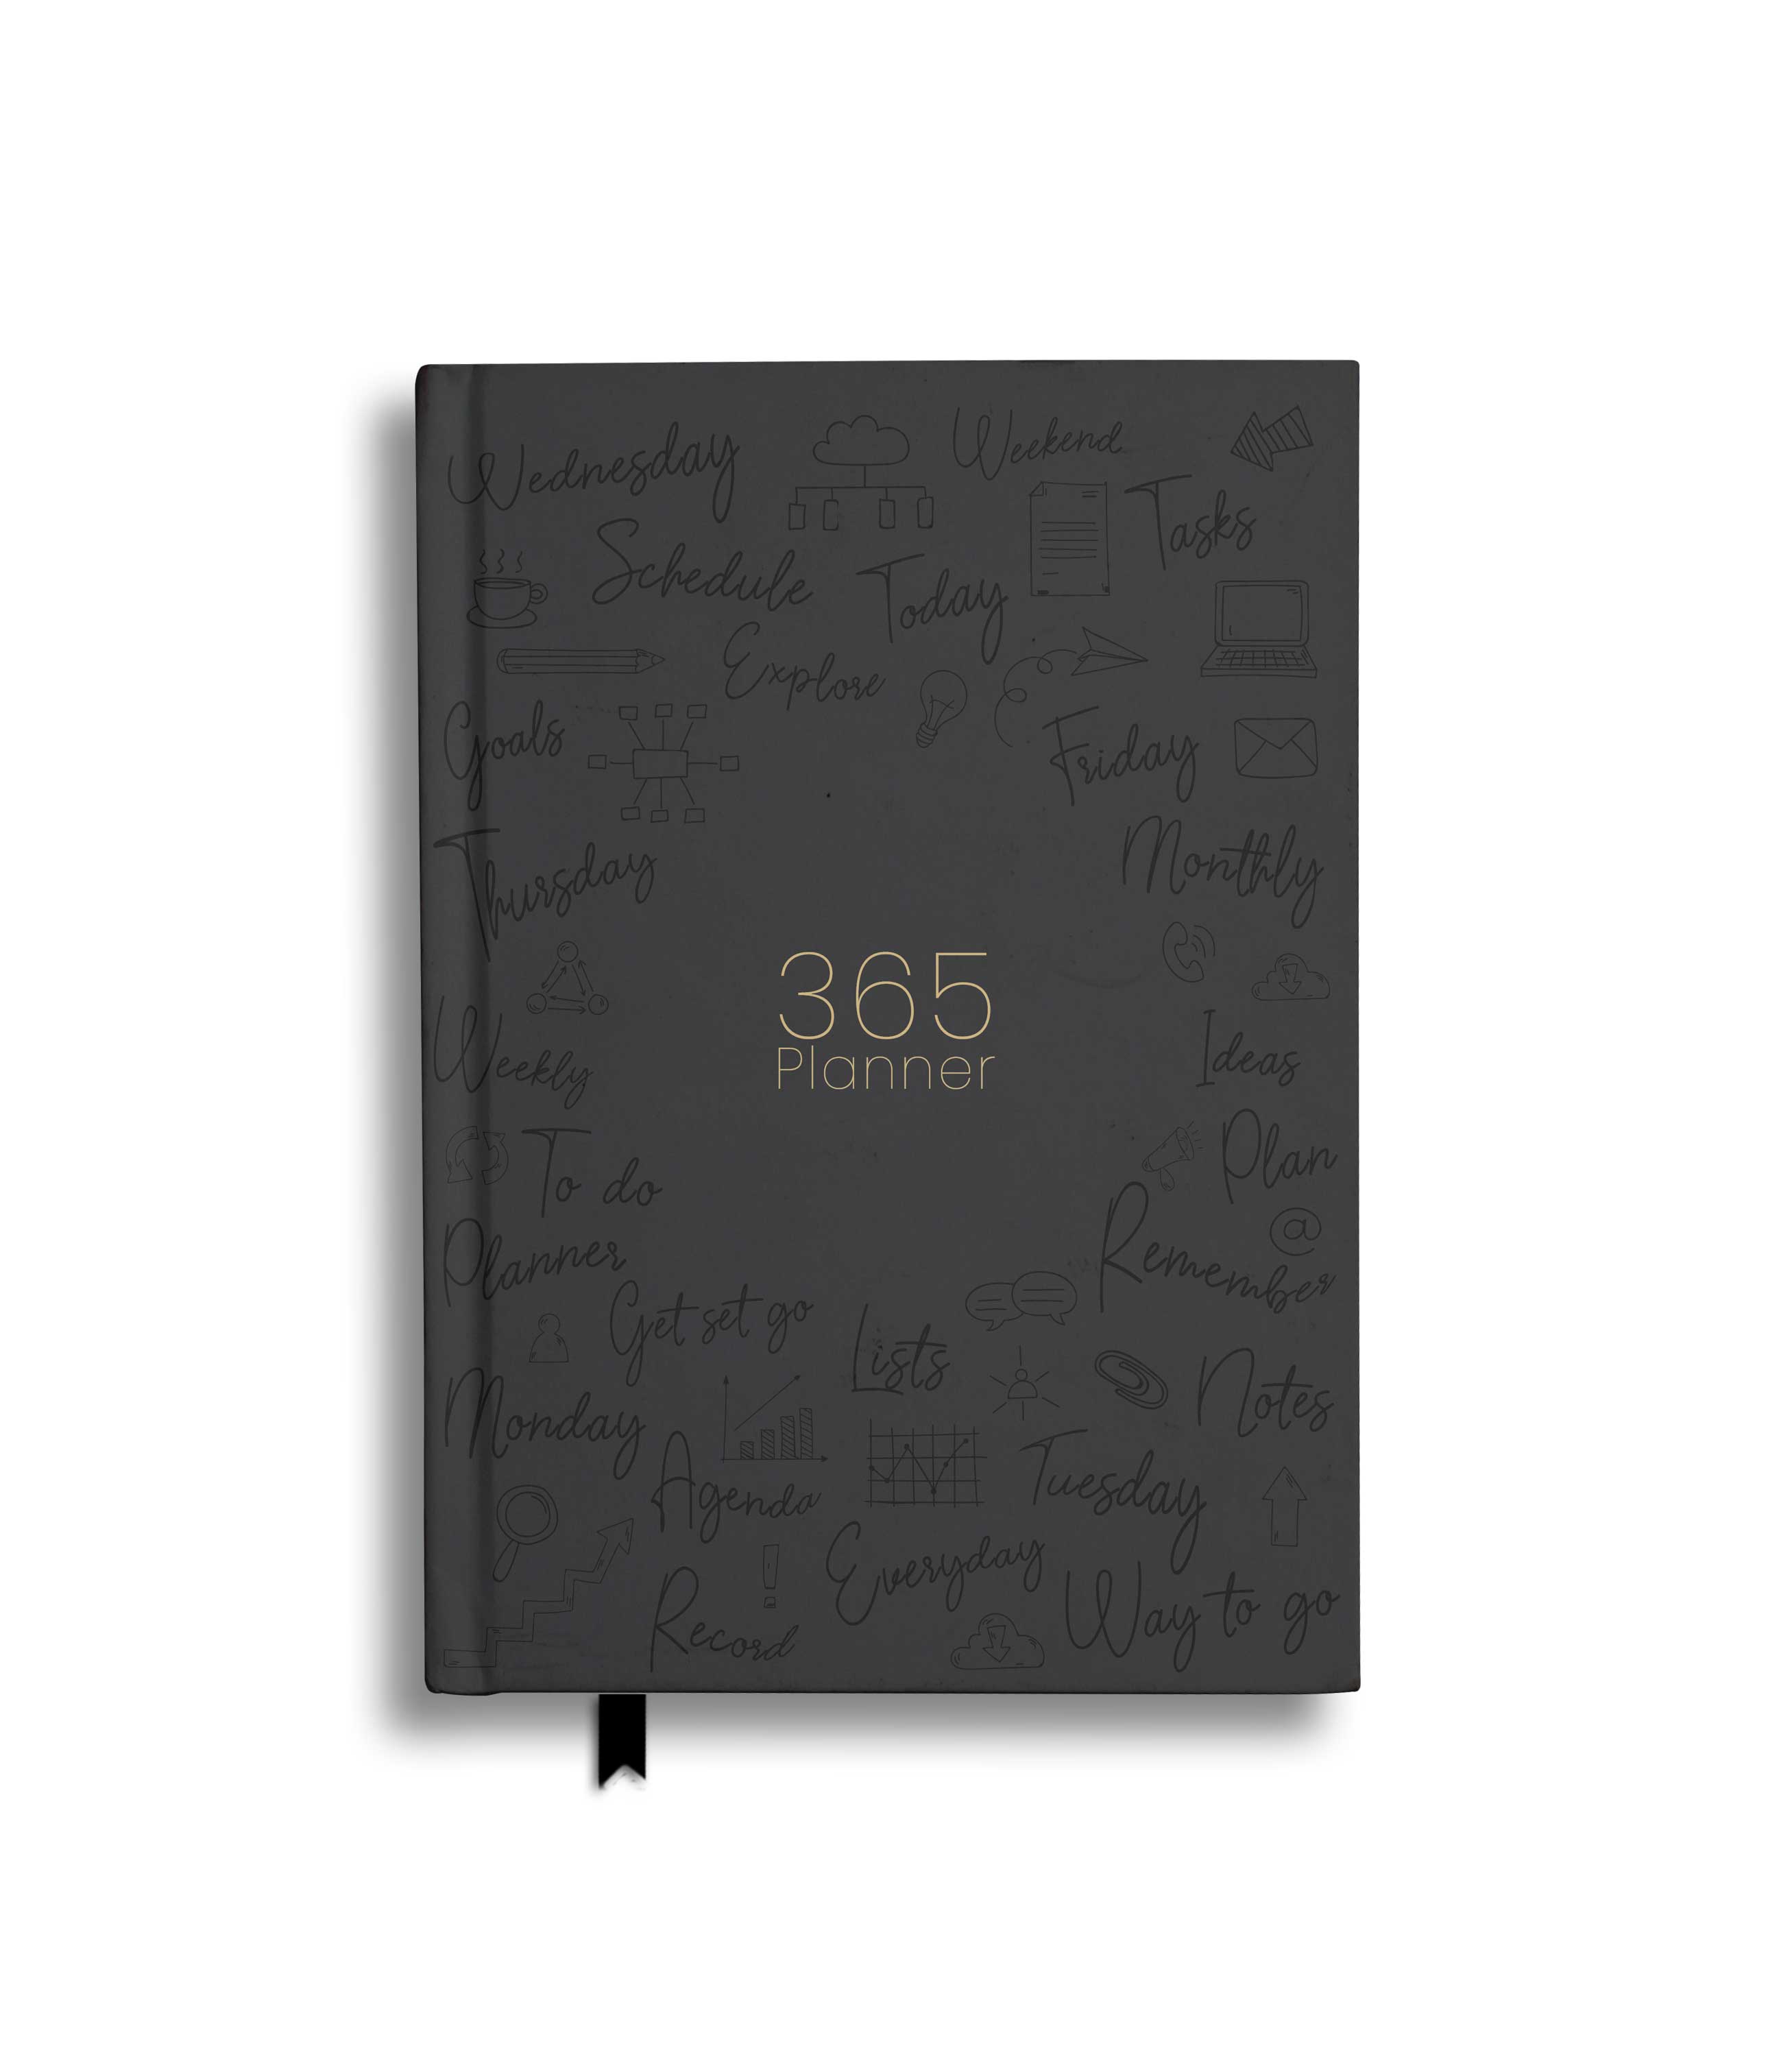 Wednesday
Weekend
Tasks
Schedule
Today
Explore
Goals
Friday
Thursday
Monthly
365
Planner
Weekly
Ideas
To do
Plan
Planner
Remember
@
Get set go
Lists
Notes
Monday
Agenda
Tuesday
Everyday
!
Record
Way to go